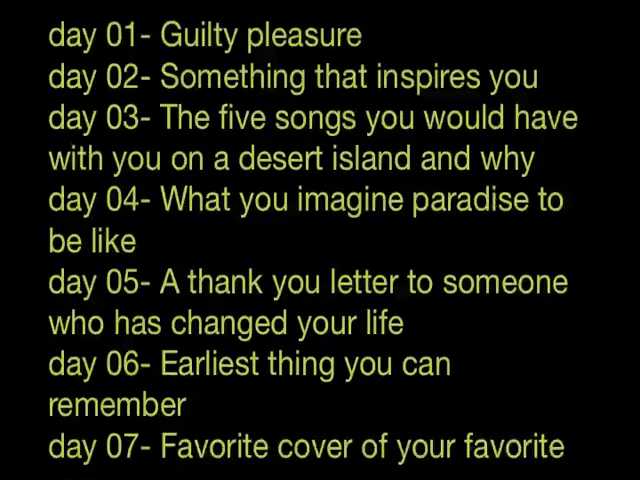 day 01- Guilty pleasure
day 02- Something that inspires you
day 03- The five songs you would have
with you on a desert island and why
day 04- What you imagine paradise to
be like
day 05- A thank you letter to someone
who has changed your life
day 06- Earliest thing you can
remember
day 07- Favorite cover of your favorite